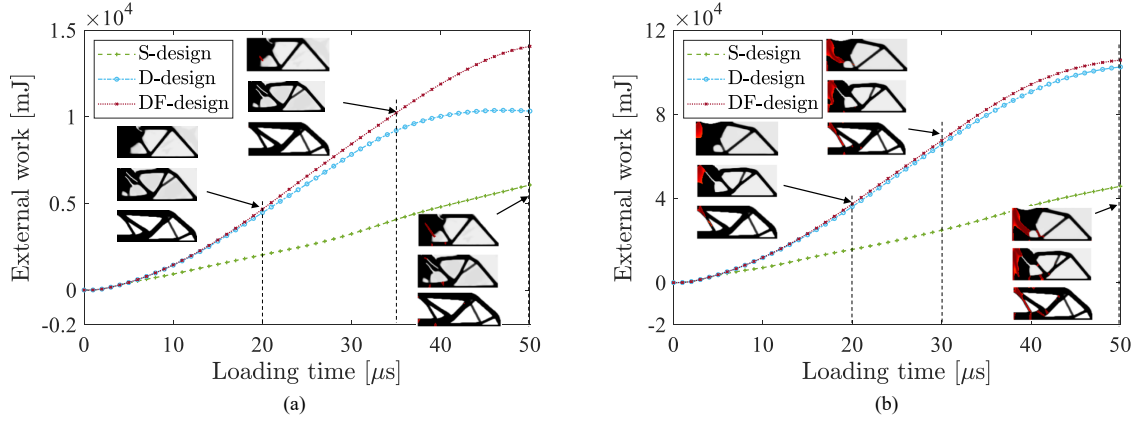 ×10⁴
1.5
1
0.5
0
-0.2
External work [mJ]
S-design
D-design
DF-design
0
10
20
30
40
50
Loading time [μs]
(a)
×10⁴
12
8
4
0
-2
External work [mJ]
S-design
D-design
DF-design
0
10
20
30
40
50
Loading time [μs]
(b)